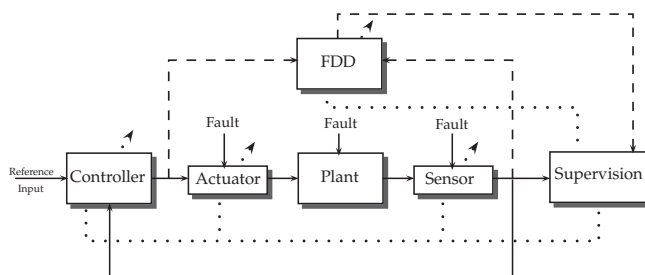 FDD
Fault
Fault
Fault
Reference
Input
Controller
Actuator
Plant
Sensor
Supervision